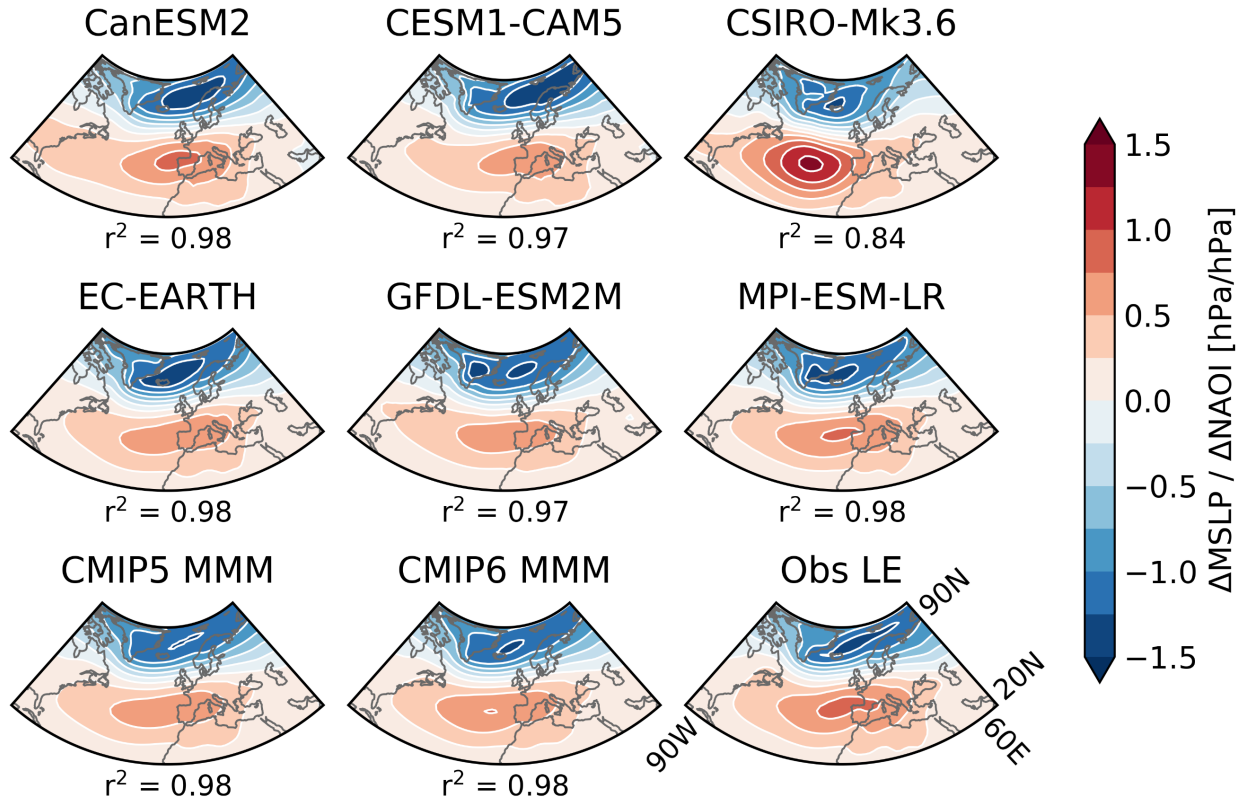 CanESM2
CESM1-CAM5
CSIRO-Mk3.6
r² = 0.98
r² = 0.97
r² = 0.84
EC-EARTH
GFDL-ESM2M
MPI-ESM-LR
r² = 0.98
r² = 0.97
r² = 0.98
CMIP5 MMM
CMIP6 MMM
Obs LE
90N
20N
60E
90W
r² = 0.98
r² = 0.98
1.5
1.0
0.5
0.0
−0.5
−1.0
−1.5
ΔMSLP / ΔNAOI [hPa/hPa]